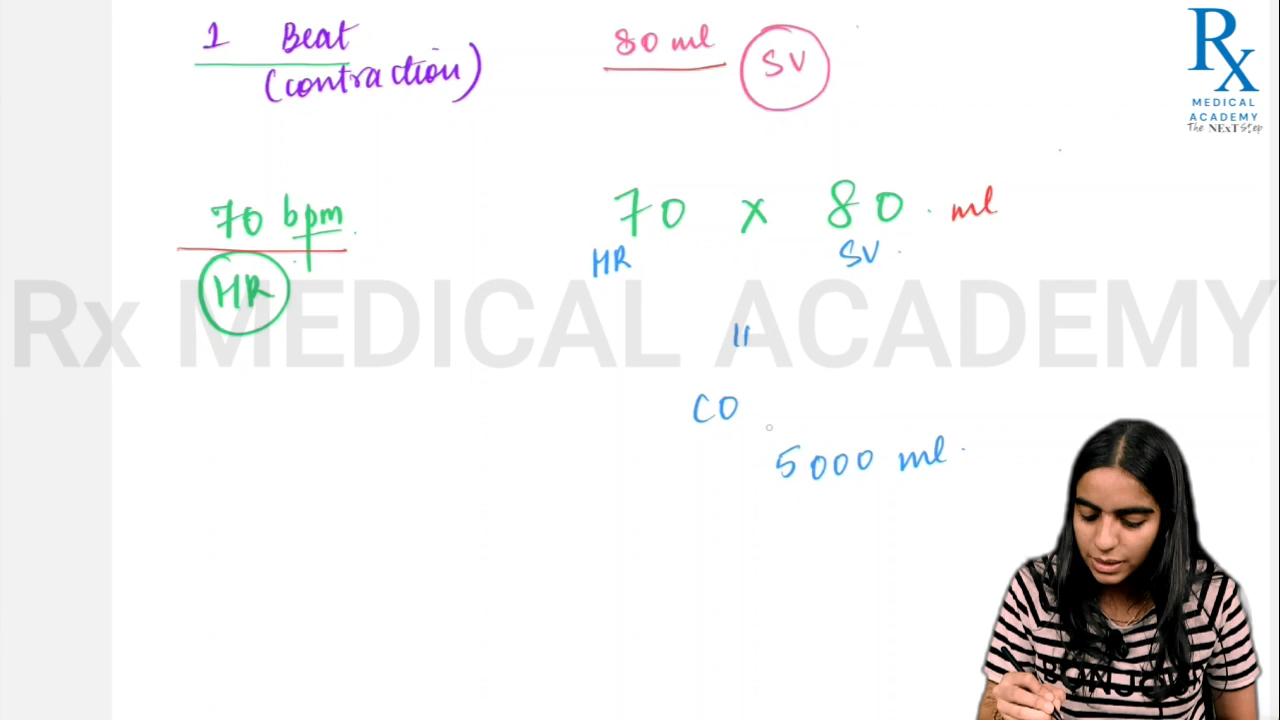 1 Beat
(contraction)
80 ml SV
Rx
MEDICAL
ACADEMY
The NExT Step
70 bpm
HR
70 x 80 ml
HR SV
Rx MEDICAL ACADEMY
"
CO
5000 ml
BONJOUR